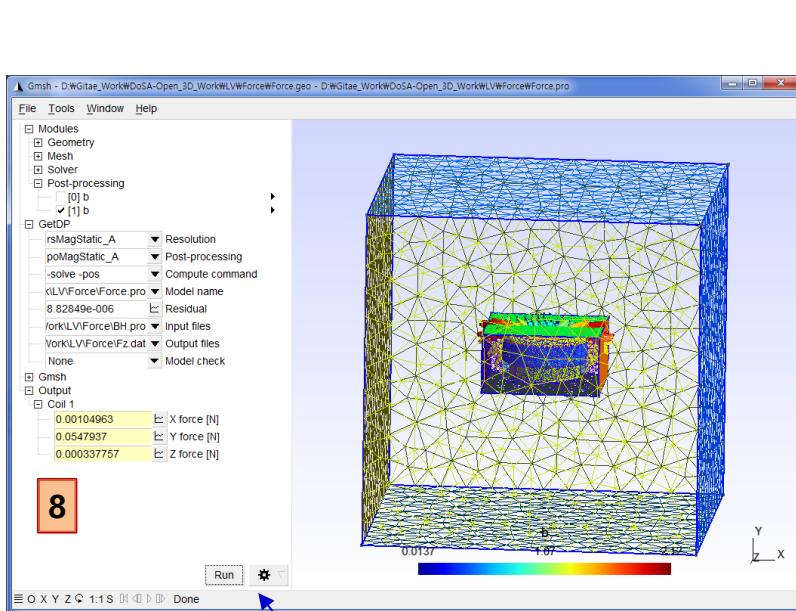 Gmsh - D:₩Gitae_Work₩DoSA-Open_3D_Work₩LV₩Force₩Force.geo - D:₩Gitae_Work₩DoSA-Open_3D_Work₩LV₩Force₩Force.pro
File Tools Window Help
Modules
Geometry
Mesh
Solver
Post-processing
[0] b
[1] b
GetDP
rsMagStatic_A Resolution
poMagStatic_A Post-processing
-solve -pos Compute command
\LV\Force\Force.pro Model name
8.82849e-006 Residual
\LV\Force\BH.pro Input files
\LV\Force\Fz.dat Output files
None Model check
Gmsh
Output
Coil 1
0.00104963 X force [N]
0.0547937 Y force [N]
0.000337757 Z force [N]
8
b
0.0137 1.07
Y
Z X
Run
O X Y Z 1:1 S Done